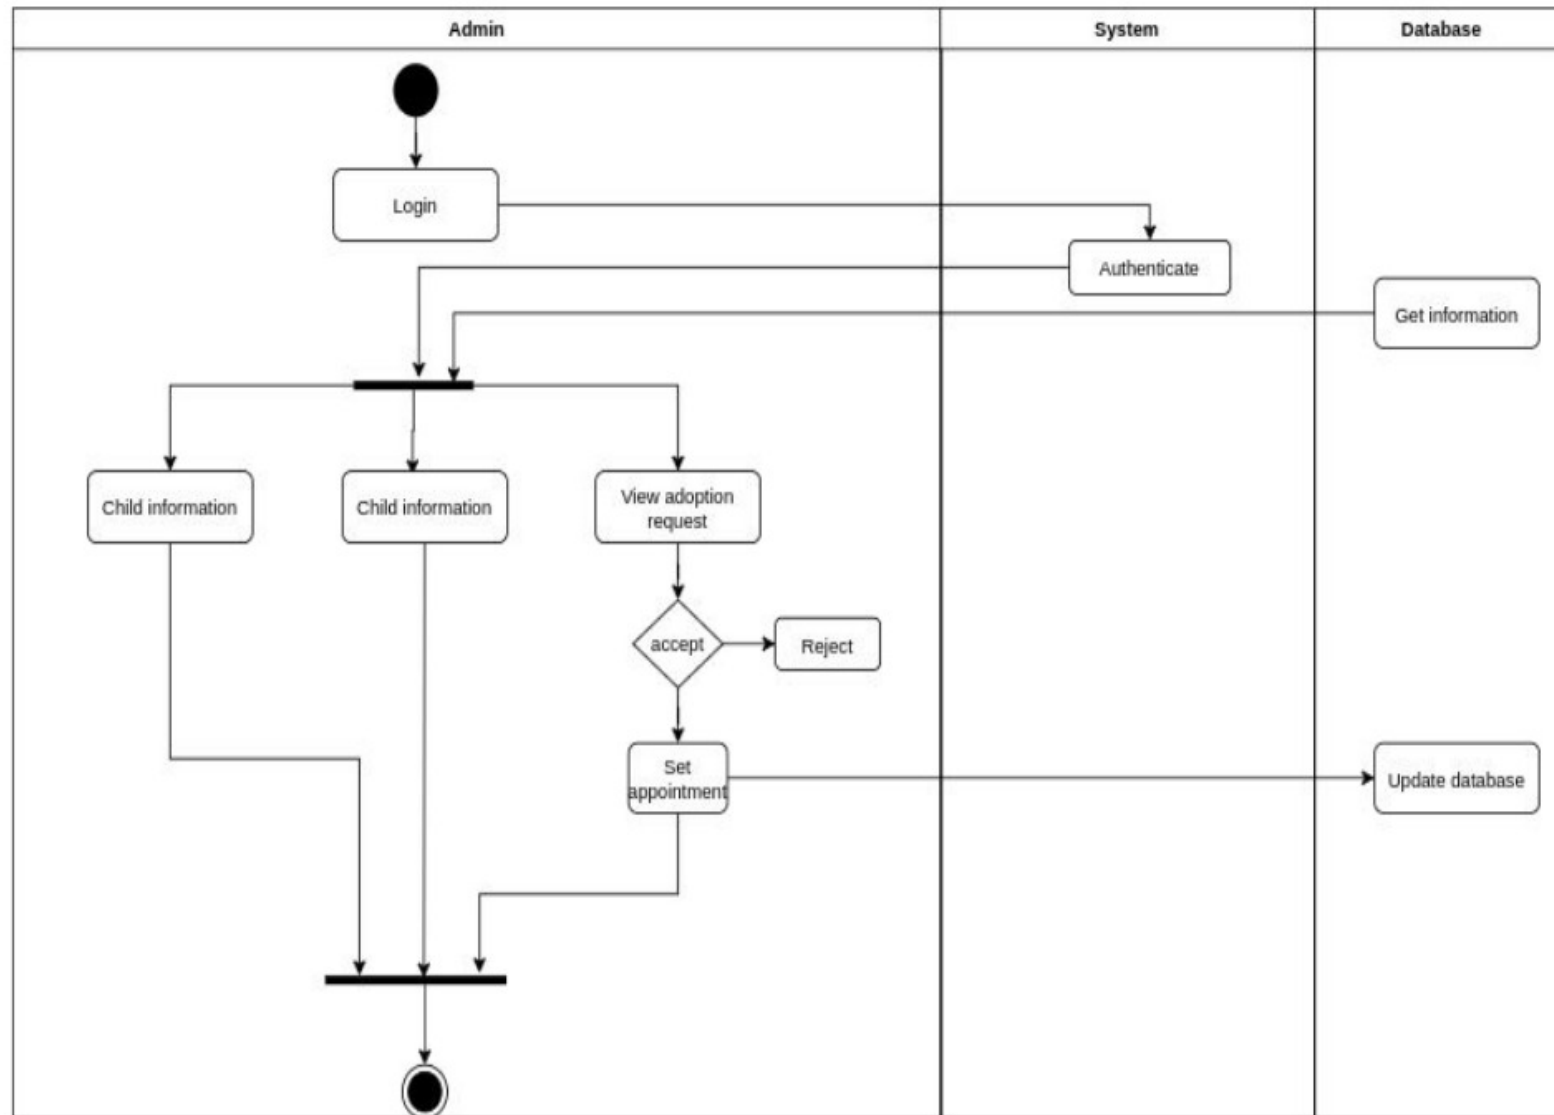 Admin
System
Database
Login
Authenticate
Get information
Child information
Child information
View adoption
request
accept
Reject
Set
appointment
Update database